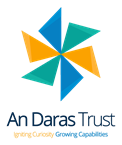 An Daras Trust
Igniting Curiosity Growing Capabilities